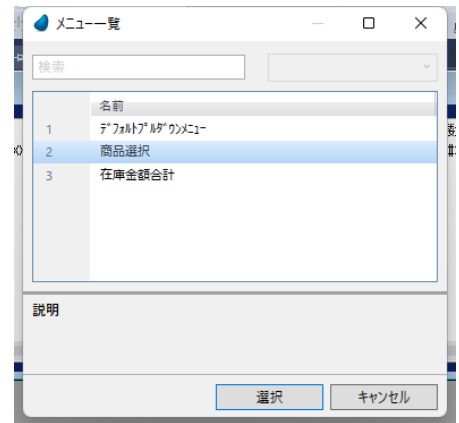 メニュー一覧
検索
名前
1 ﾃﾞﾌｫﾙﾄﾌﾟﾙﾀﾞｳﾝﾒﾆｭｰ
2 商品選択
3 在庫金額合計
説明
選択 キャンセル